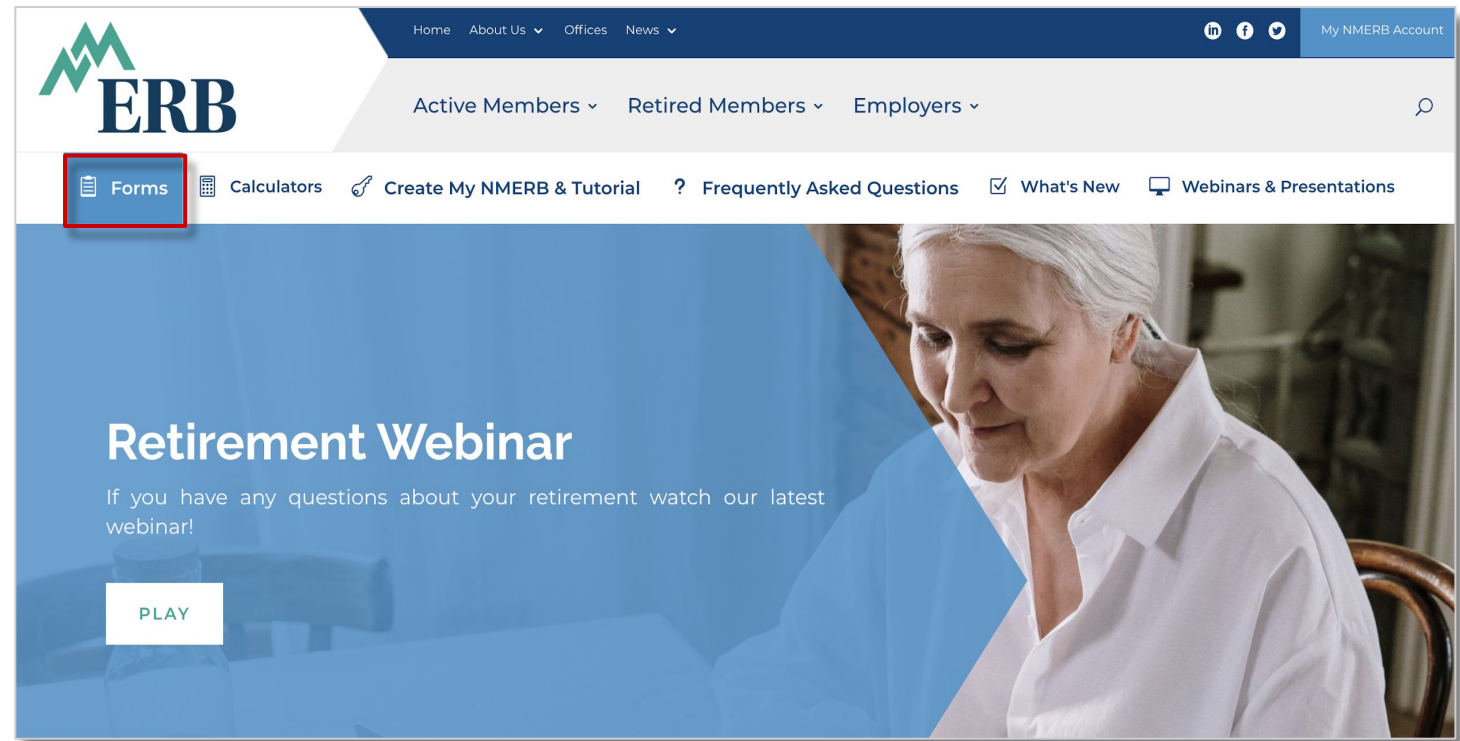 Home About Us Offices News
My NMERB Account
ERB
Active Members Retired Members Employers
Forms Calculators Create My NMERB & Tutorial ? Frequently Asked Questions What's New Webinars & Presentations
Retirement Webinar
If you have any questions about your retirement watch our latest
webinar!
PLAY